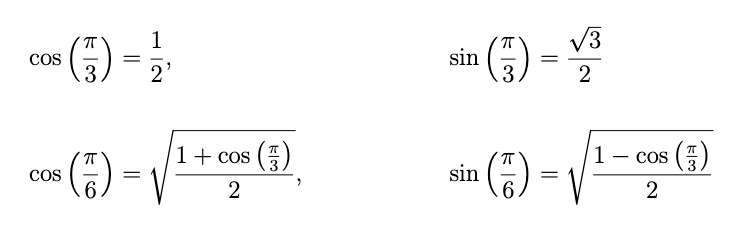 cos(π/3) = 1/2, sin(π/3) = √3/2
cos(π/6) = √((1 + cos(π/3))/2), sin(π/6) = √((1 − cos(π/3))/2)